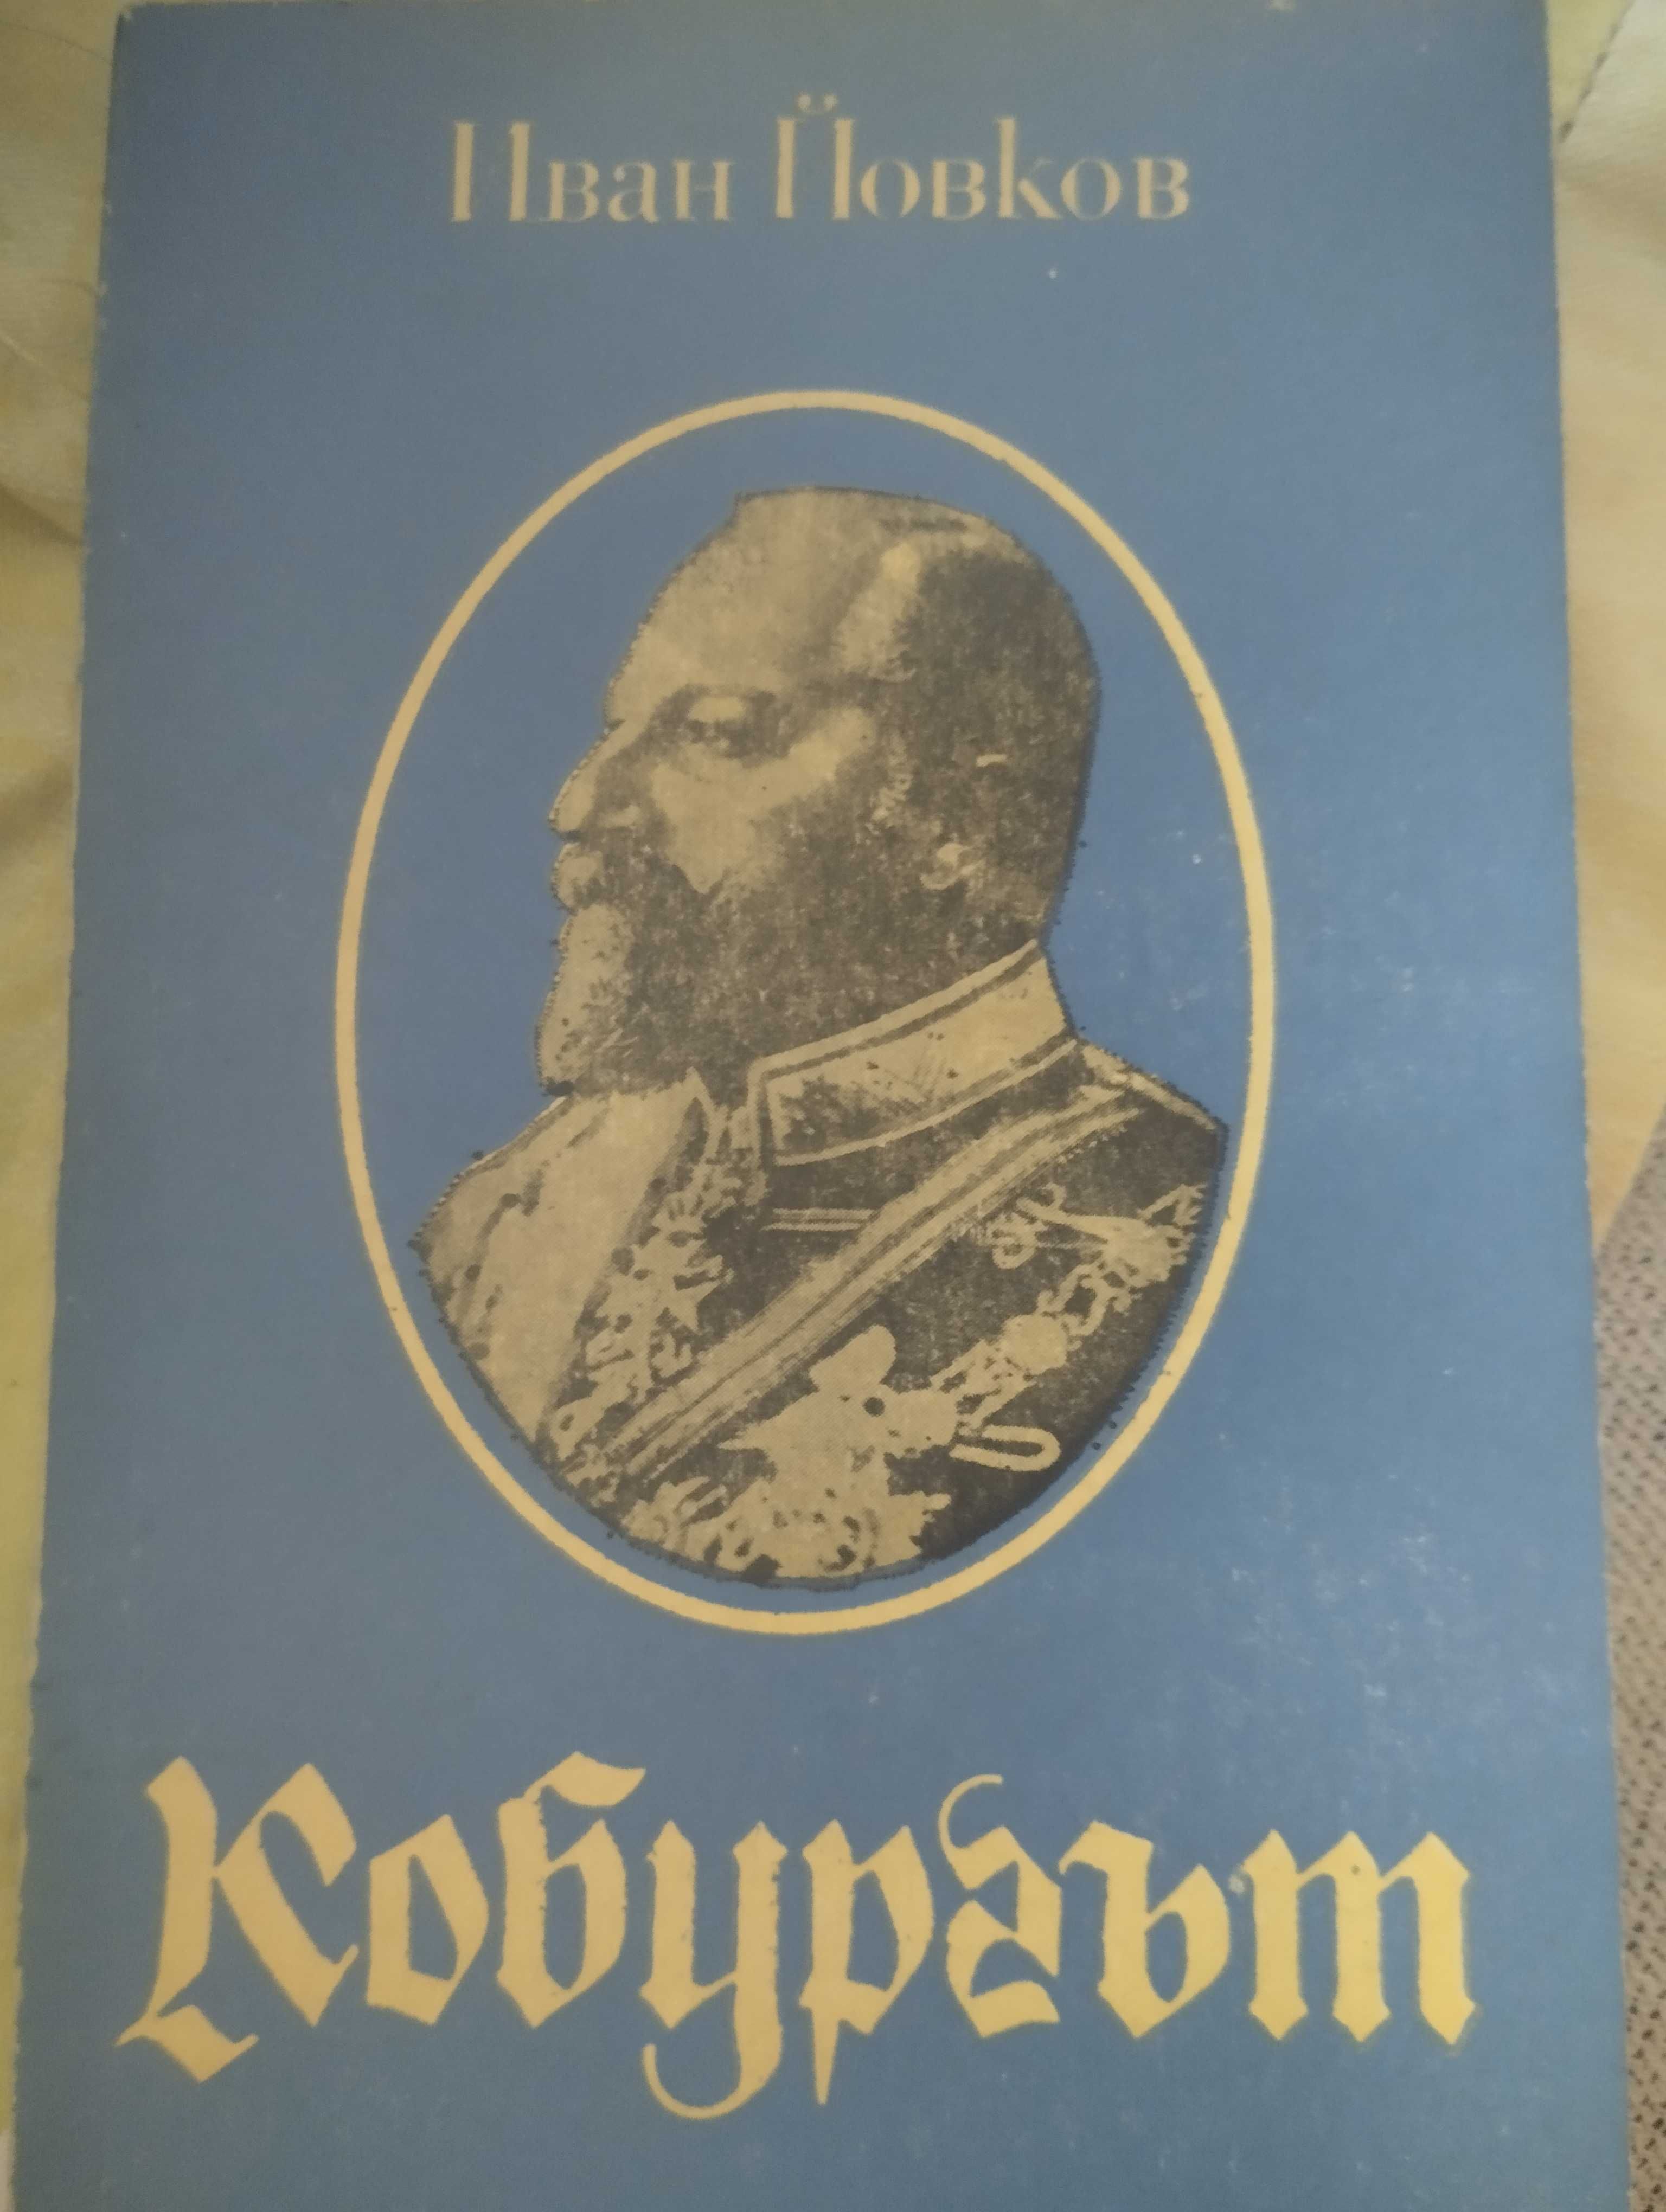 Иван Йовков
Кобургът